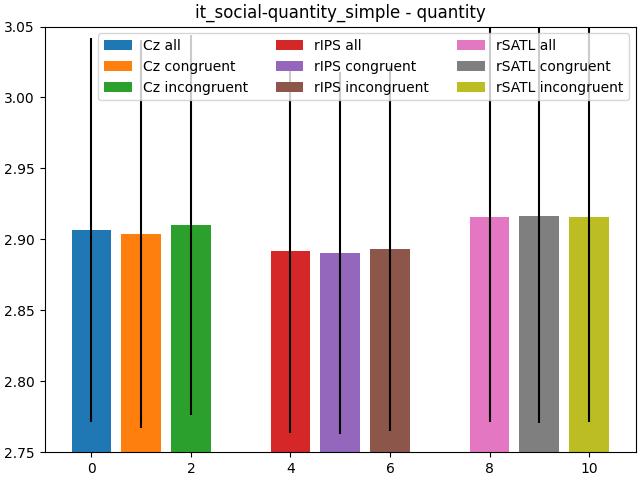 it_social-quantity_simple - quantity
3.05
3.00
2.95
2.90
2.85
2.80
2.75
Cz all
Cz congruent
Cz incongruent
rIPS all
rIPS congruent
rIPS incongruent
rSATL all
rSATL congruent
rSATL incongruent
0 2 4 6 8 10